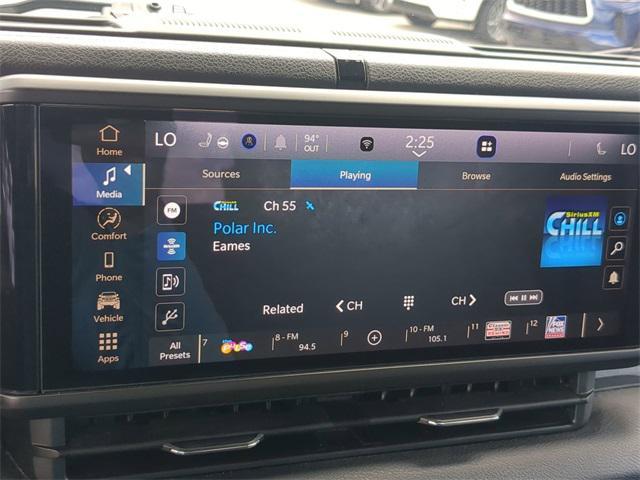 LO 94° OUT 2:25 LO
Home
Sources Playing Browse Audio Settings
Media
FM
CHILL Ch 55
Polar Inc.
Eames
SiriusXM
CHILL
Comfort
Phone
Related CH CH
Vehicle
Apps
All Presets
7
8 - FM 94.5
9
10 - FM 105.1
11
12 FOX NEWS